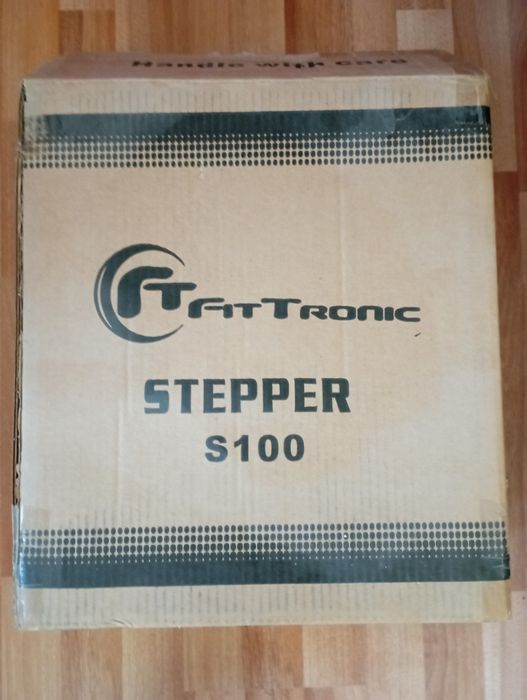 Handle with Care
FT FITTRONIC
STEPPER
S100